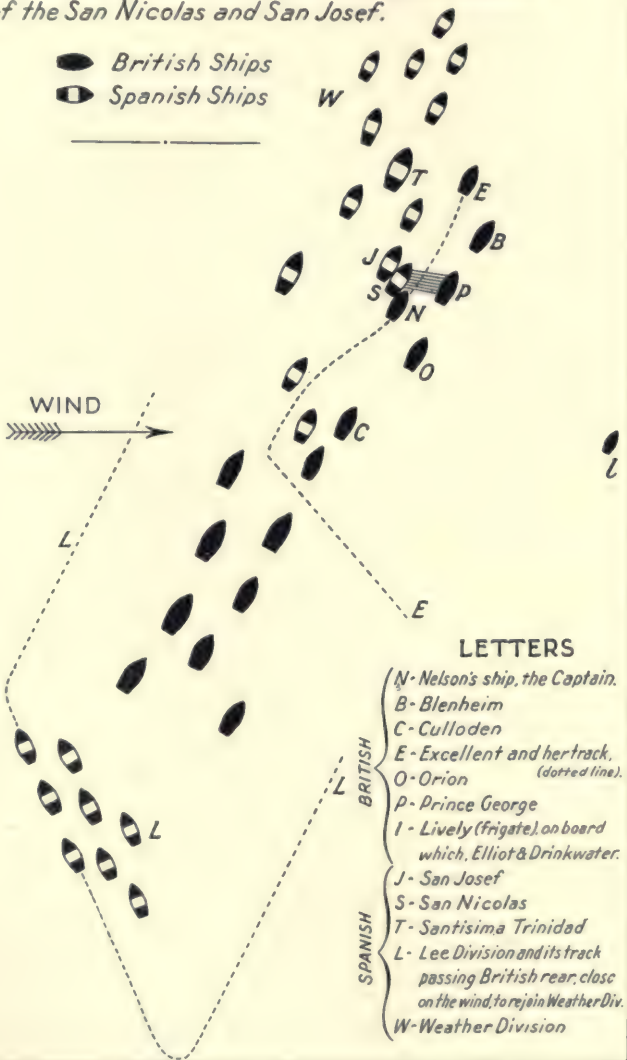 of the San Nicolas and San Josef.
British Ships
Spanish Ships
W
T
E
B
J
S
P
N
O
WIND
C
l
L
E
LETTERS
BRITISH
N - Nelson's ship, the Captain.
B - Blenheim
C - Culloden
E - Excellent and her track,
(dotted line).
O - Orion
P - Prince George
l - Lively (frigate), on board
which, Elliot & Drinkwater.
L
L
SPANISH
J - San Josef
S - San Nicolas
T - Santísima Trinidad
L - Lee Division and its track
passing British rear, close
on the wind, to rejoin Weather Div.
W - Weather Division